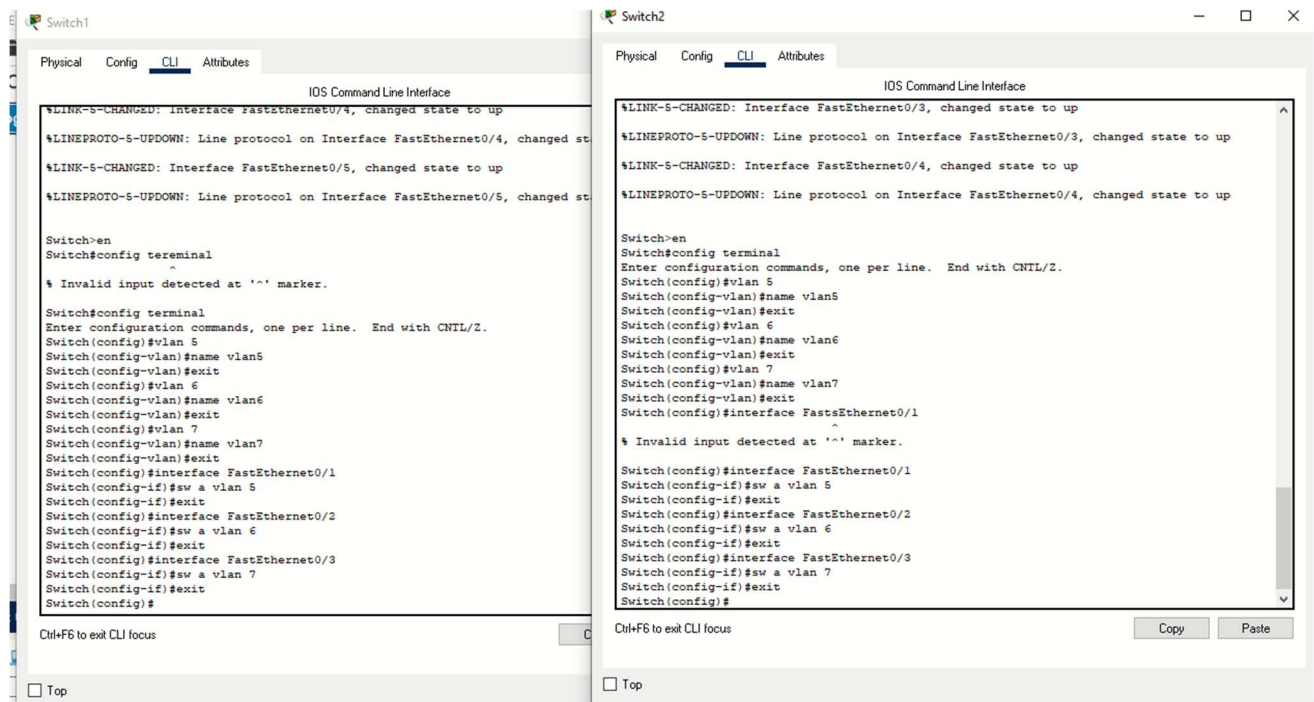 Switch1
Physical Config CLI Attributes
IOS Command Line Interface
%LINK-5-CHANGED: Interface FastEthernet0/4, changed state to up
%LINEPROTO-5-UPDOWN: Line protocol on Interface FastEthernet0/4, changed st
%LINK-5-CHANGED: Interface FastEthernet0/5, changed state to up
%LINEPROTO-5-UPDOWN: Line protocol on Interface FastEthernet0/5, changed st
Switch>en
Switch#config tereminal
^
% Invalid input detected at '^' marker.
Switch#config terminal
Enter configuration commands, one per line. End with CNTL/Z.
Switch(config)#vlan 5
Switch(config-vlan)#name vlan5
Switch(config-vlan)#exit
Switch(config)#vlan 6
Switch(config-vlan)#name vlan6
Switch(config-vlan)#exit
Switch(config)#vlan 7
Switch(config-vlan)#name vlan7
Switch(config-vlan)#exit
Switch(config)#interface FastEthernet0/1
Switch(config-if)#sw a vlan 5
Switch(config-if)#exit
Switch(config)#interface FastEthernet0/2
Switch(config-if)#sw a vlan 6
Switch(config-if)#exit
Switch(config)#interface FastEthernet0/3
Switch(config-if)#sw a vlan 7
Switch(config-if)#exit
Switch(config)#
Ctrl+F6 to exit CLI focus
Top
Switch2
Physical Config CLI Attributes
IOS Command Line Interface
%LINK-5-CHANGED: Interface FastEthernet0/3, changed state to up
%LINEPROTO-5-UPDOWN: Line protocol on Interface FastEthernet0/3, changed state to up
%LINK-5-CHANGED: Interface FastEthernet0/4, changed state to up
%LINEPROTO-5-UPDOWN: Line protocol on Interface FastEthernet0/4, changed state to up
Switch>en
Switch#config terminal
Enter configuration commands, one per line. End with CNTL/Z.
Switch(config)#vlan 5
Switch(config-vlan)#name vlan5
Switch(config-vlan)#exit
Switch(config)#vlan 6
Switch(config-vlan)#name vlan6
Switch(config-vlan)#exit
Switch(config)#vlan 7
Switch(config-vlan)#name vlan7
Switch(config-vlan)#exit
Switch(config)#interface FastsEthernet0/1
^
% Invalid input detected at '^' marker.
Switch(config)#interface FastEthernet0/1
Switch(config-if)#sw a vlan 5
Switch(config-if)#exit
Switch(config)#interface FastEthernet0/2
Switch(config-if)#sw a vlan 6
Switch(config-if)#exit
Switch(config)#interface FastEthernet0/3
Switch(config-if)#sw a vlan 7
Switch(config-if)#exit
Switch(config)#
Ctrl+F6 to exit CLI focus
Copy Paste
Top